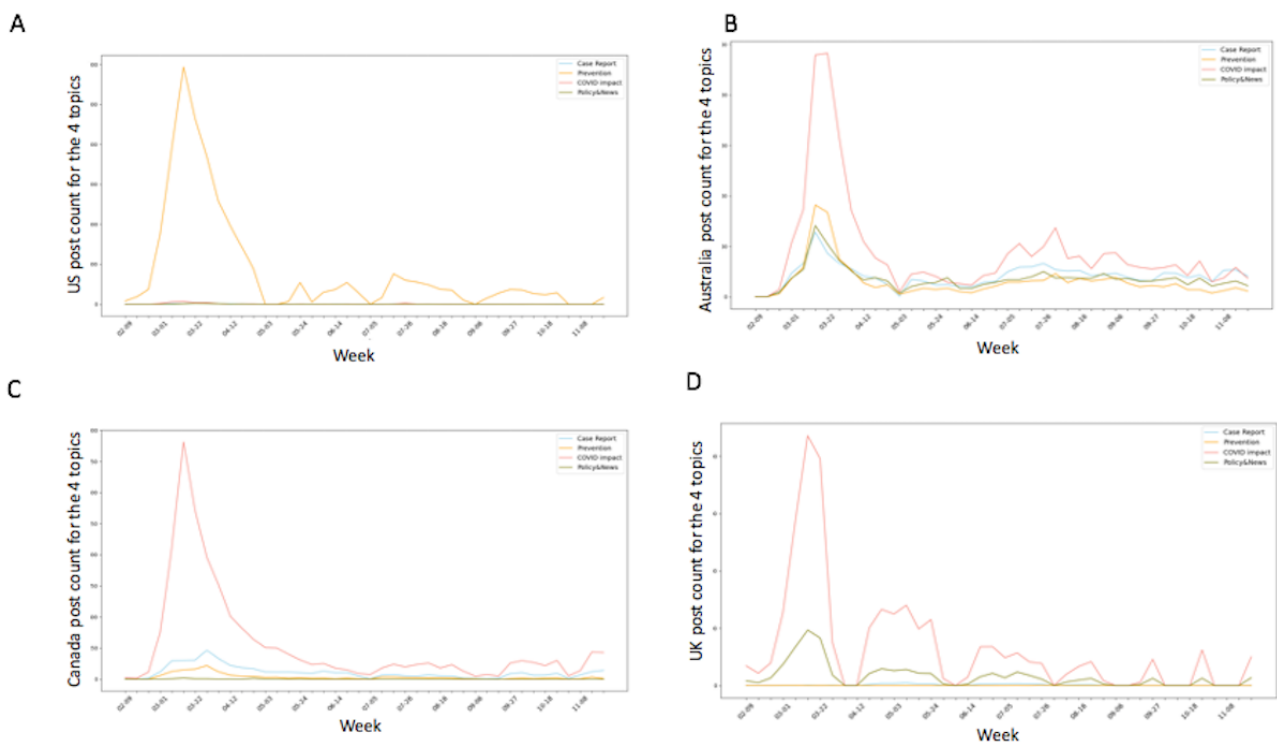 A
US post count for the 4 topics
Case Report
Prevention
COVID impact
Policy&News
02-09
03-01
03-22
04-12
05-03
05-24
06-14
07-05
07-26
08-16
09-06
09-27
10-18
11-08
Week
B
Australia post count for the 4 topics
Case Report
Prevention
COVID impact
Policy&News
02-09
03-01
03-22
04-12
05-03
05-24
06-14
07-05
07-26
08-16
09-06
09-27
10-18
11-08
Week
C
Canada post count for the 4 topics
Case Report
Prevention
COVID impact
Policy&News
02-09
03-01
03-22
04-12
05-03
05-24
06-14
07-05
07-26
08-16
09-06
09-27
10-18
11-08
Week
D
UK post count for the 4 topics
Case Report
Prevention
COVID impact
Policy&News
02-09
03-01
03-22
04-12
05-03
05-24
06-14
07-05
07-26
08-16
09-06
09-27
10-18
11-08
Week